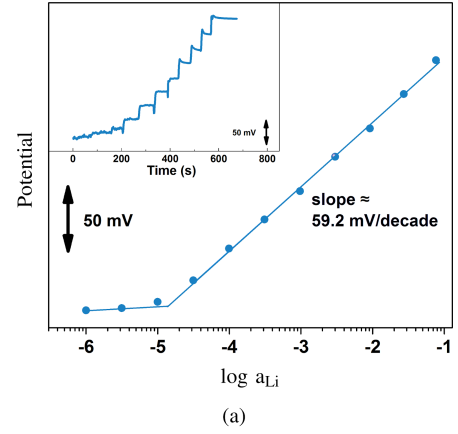 50 mV
0 200 400 600 800
Time (s)
Potential
50 mV
slope ≈
59.2 mV/decade
-6 -5 -4 -3 -2 -1
log a_Li
(a)